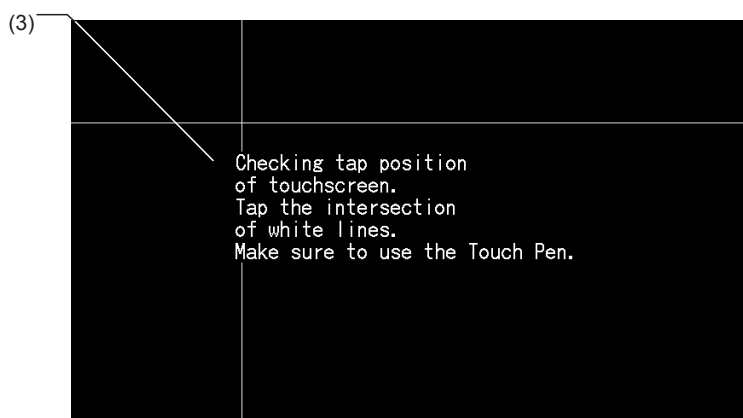 (3)
Checking tap position
of touchscreen.
Tap the intersection
of white lines.
Make sure to use the Touch Pen.